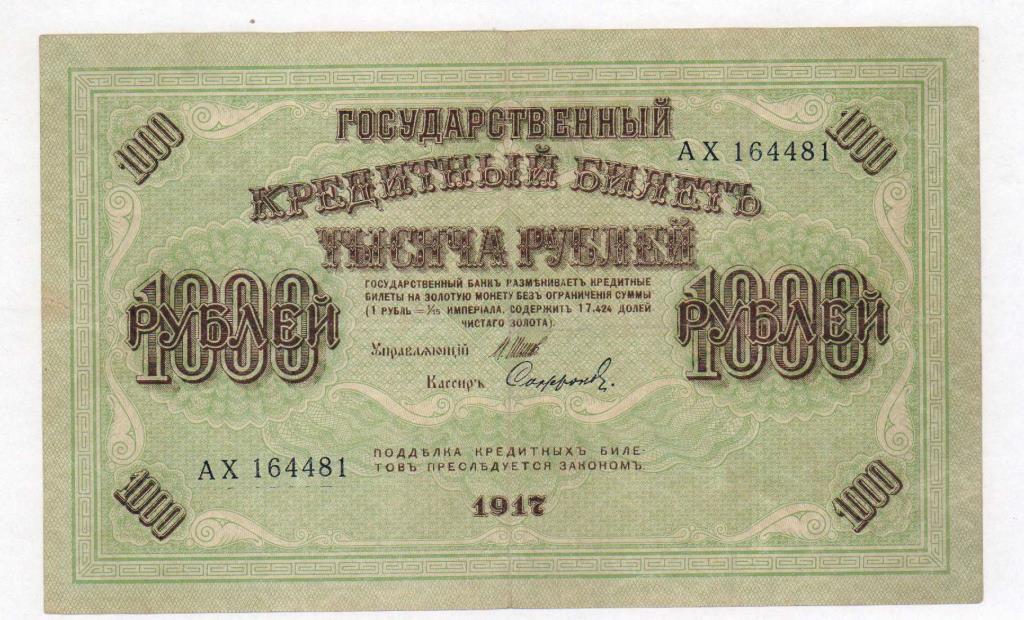 1000
1000
ГОСУДАРСТВЕННЫЙ
АХ 164481
КРЕДИТНЫЙ БИЛЕТЪ
ТЫСЯЧА РУБЛЕЙ
ГОСУДАРСТВЕННЫЙ БАНКЪ РАЗМѢНИВАЕТЪ КРЕДИТНЫЕ
БИЛЕТЫ НА ЗОЛОТУЮ МОНЕТУ БЕЗЪ ОГРАНИЧЕНІЯ СУММЫ
(1 РУБЛЬ = 1/15 ИМПЕРІАЛА, СОДЕРЖИТЪ 17.424 ДОЛЕЙ
ЧИСТАГО ЗОЛОТА).
1000 РУБЛЕЙ
1000 РУБЛЕЙ
Управляющій И.Шипов
Кассиръ Софронов
АХ 164481
ПОДДѢЛКА КРЕДИТНЫХЪ БИЛЕ-
ТОВЪ ПРЕСЛѢДУЕТСЯ ЗАКОНОМЪ.
1917
1000
1000